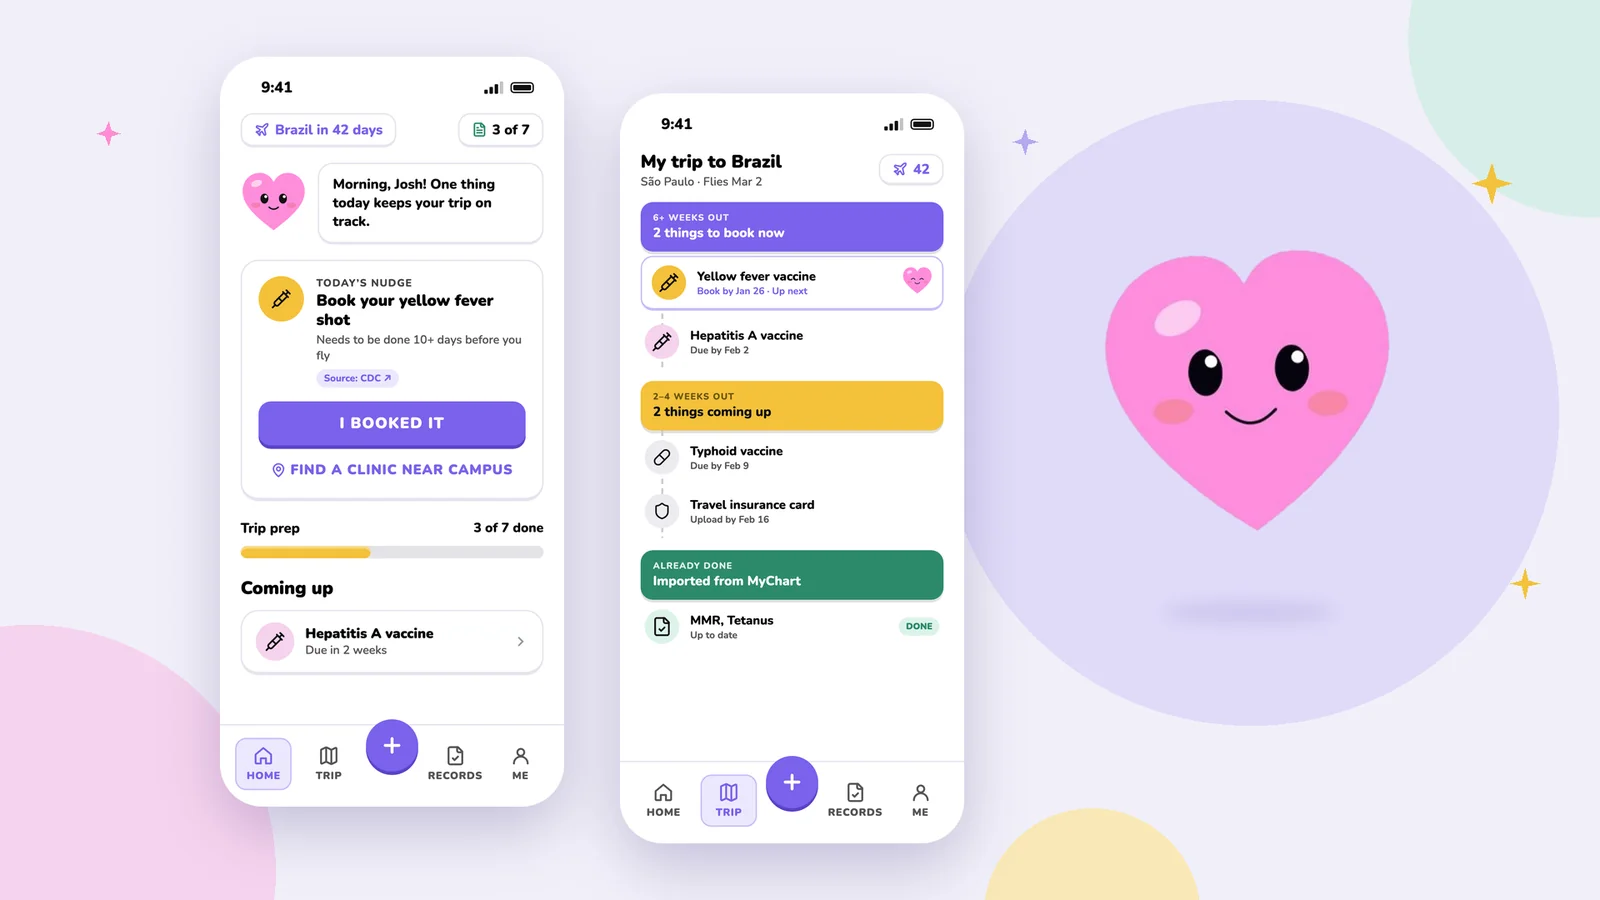 9:41
Brazil in 42 days
3 of 7
Morning, Josh! One thing
today keeps your trip on
track.
TODAY'S NUDGE
Book your yellow fever
shot
Needs to be done 10+ days before you
fly
Source: CDC ↗
I BOOKED IT
FIND A CLINIC NEAR CAMPUS
Trip prep
3 of 7 done
Coming up
Hepatitis A vaccine
Due in 2 weeks
HOME
TRIP
+
RECORDS
ME
9:41
My trip to Brazil
São Paulo · Flies Mar 2
42
6+ WEEKS OUT
2 things to book now
Yellow fever vaccine
Book by Jan 26 · Up next
Hepatitis A vaccine
Due by Feb 2
2–4 WEEKS OUT
2 things coming up
Typhoid vaccine
Due by Feb 9
Travel insurance card
Upload by Feb 16
ALREADY DONE
Imported from MyChart
MMR, Tetanus
Up to date
DONE
HOME
TRIP
+
RECORDS
ME